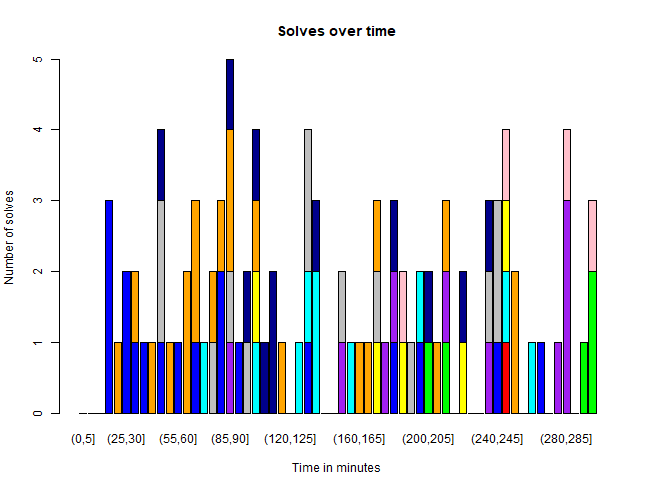 Solves over time
Number of solves
5
4
3
2
1
0
(0,5] (25,30] (55,60] (85,90] (120,125] (160,165] (200,205] (240,245] (280,285]
Time in minutes